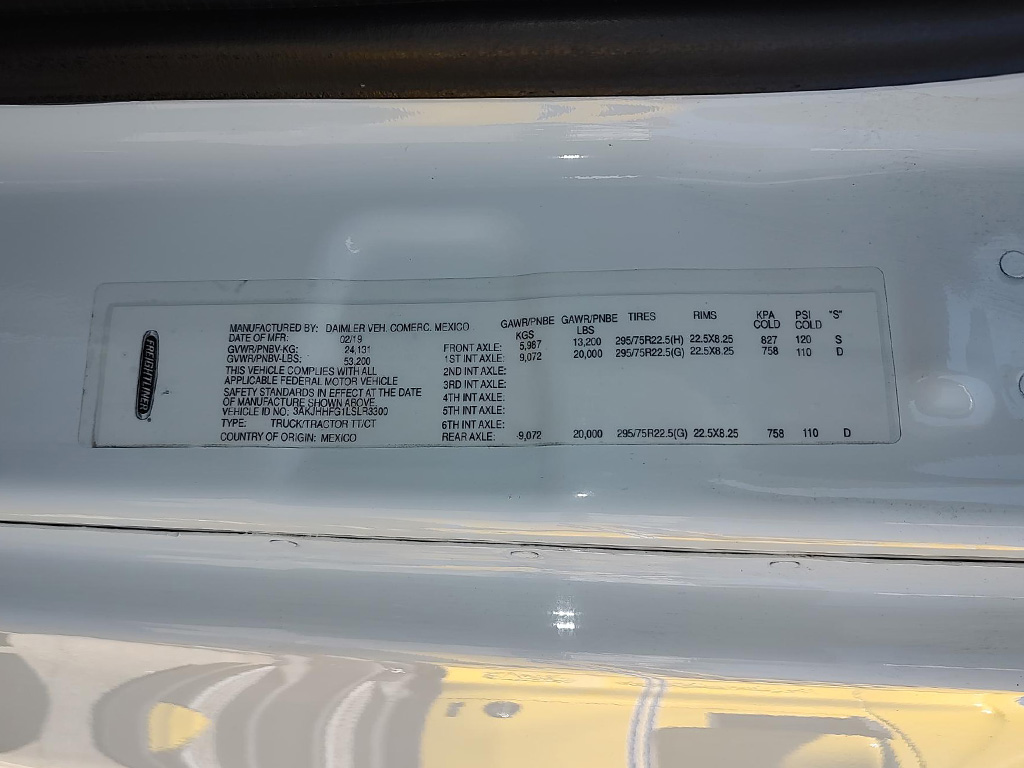 FREIGHTLINER
MANUFACTURED BY: DAIMLER VEH. COMERC. MEXICO
DATE OF MFR: 02/19
GVWR/PNBV-KG: 24,131
GVWR/PNBV-LBS: 53,200
THIS VEHICLE COMPLIES WITH ALL
APPLICABLE FEDERAL MOTOR VEHICLE
SAFETY STANDARDS IN EFFECT AT THE DATE
OF MANUFACTURE SHOWN ABOVE.
VEHICLE ID NO: 3AKJHHFG1LSLR3300
TYPE: TRUCK/TRACTOR TT/CT
COUNTRY OF ORIGIN: MEXICO
GAWR/PNBE GAWR/PNBE TIRES RIMS KPA PSI "S"
KGS LBS COLD COLD
FRONT AXLE: 5,987 13,200 295/75R22.5(H) 22.5X8.25 827 120 S
1ST INT AXLE: 9,072 20,000 295/75R22.5(G) 22.5X8.25 758 110 D
2ND INT AXLE:
3RD INT AXLE:
4TH INT AXLE:
5TH INT AXLE:
6TH INT AXLE:
REAR AXLE: 9,072 20,000 295/75R22.5(G) 22.5X8.25 758 110 D